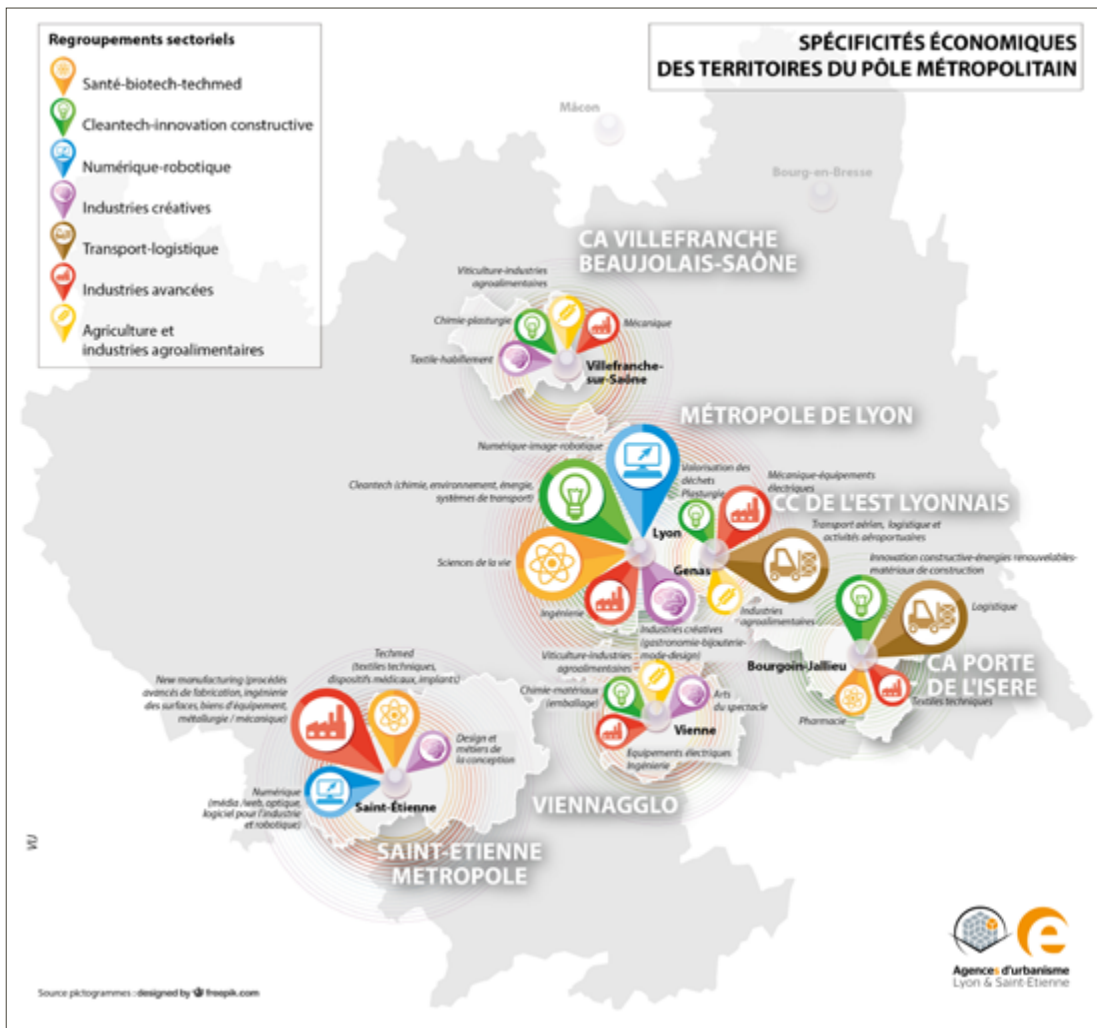 SPÉCIFICITÉS ÉCONOMIQUES
DES TERRITOIRES DU PÔLE MÉTROPOLITAIN
Regroupements sectoriels
Santé-biotech-techmed
Cleantech-innovation constructive
Numérique-robotique
Industries créatives
Transport-logistique
Industries avancées
Agriculture et
industries agroalimentaires
Mâcon
Bourg-en-Bresse
CA VILLEFRANCHE
BEAUJOLAIS-SAÔNE
Viticulture-industries
agroalimentaires
Chimie-plasturgie
Mécanique
Textile-habillement
Villefranche-
sur-Saône
MÉTROPOLE DE LYON
Numérique-image-robotique
Cleantech (chimie, environnement, énergie,
systèmes de transport)
Sciences de la vie
Ingénierie
Industries créatives
(gastronomie-bijouterie-
mode-design)
Lyon
Valorisation des
déchets
Plasturgie
Mécanique-équipements
électriques
CC DE L'EST LYONNAIS
Transport aérien, logistique et
activités aéroportuaires
Genas
Industries
agroalimentaires
Innovation constructive-énergies renouvelables-
matériaux de construction
Logistique
Bourgoin-Jallieu
CA PORTE
DE L'ISERE
Textiles techniques
Pharmacie
Viticulture-industries
agroalimentaires
Chimie-matériaux
(emballage)
Arts
du spectacle
Vienne
Equipements électriques
Ingénierie
VIENNAGGLO
Techmed
(textiles techniques,
dispositifs médicaux, implants)
New manufacturing (procédés
avancés de fabrication, ingénierie
des surfaces, biens d'équipement,
métallurgie / mécanique)
Design et
métiers de
la conception
Numérique
(média /web, optique,
logiciel pour l'industrie
et robotique)
Saint-Étienne
SAINT-ETIENNE
METROPOLE
Agences d'urbanisme
Lyon & Saint-Etienne
Source pictogrammes : designed by freepik.com